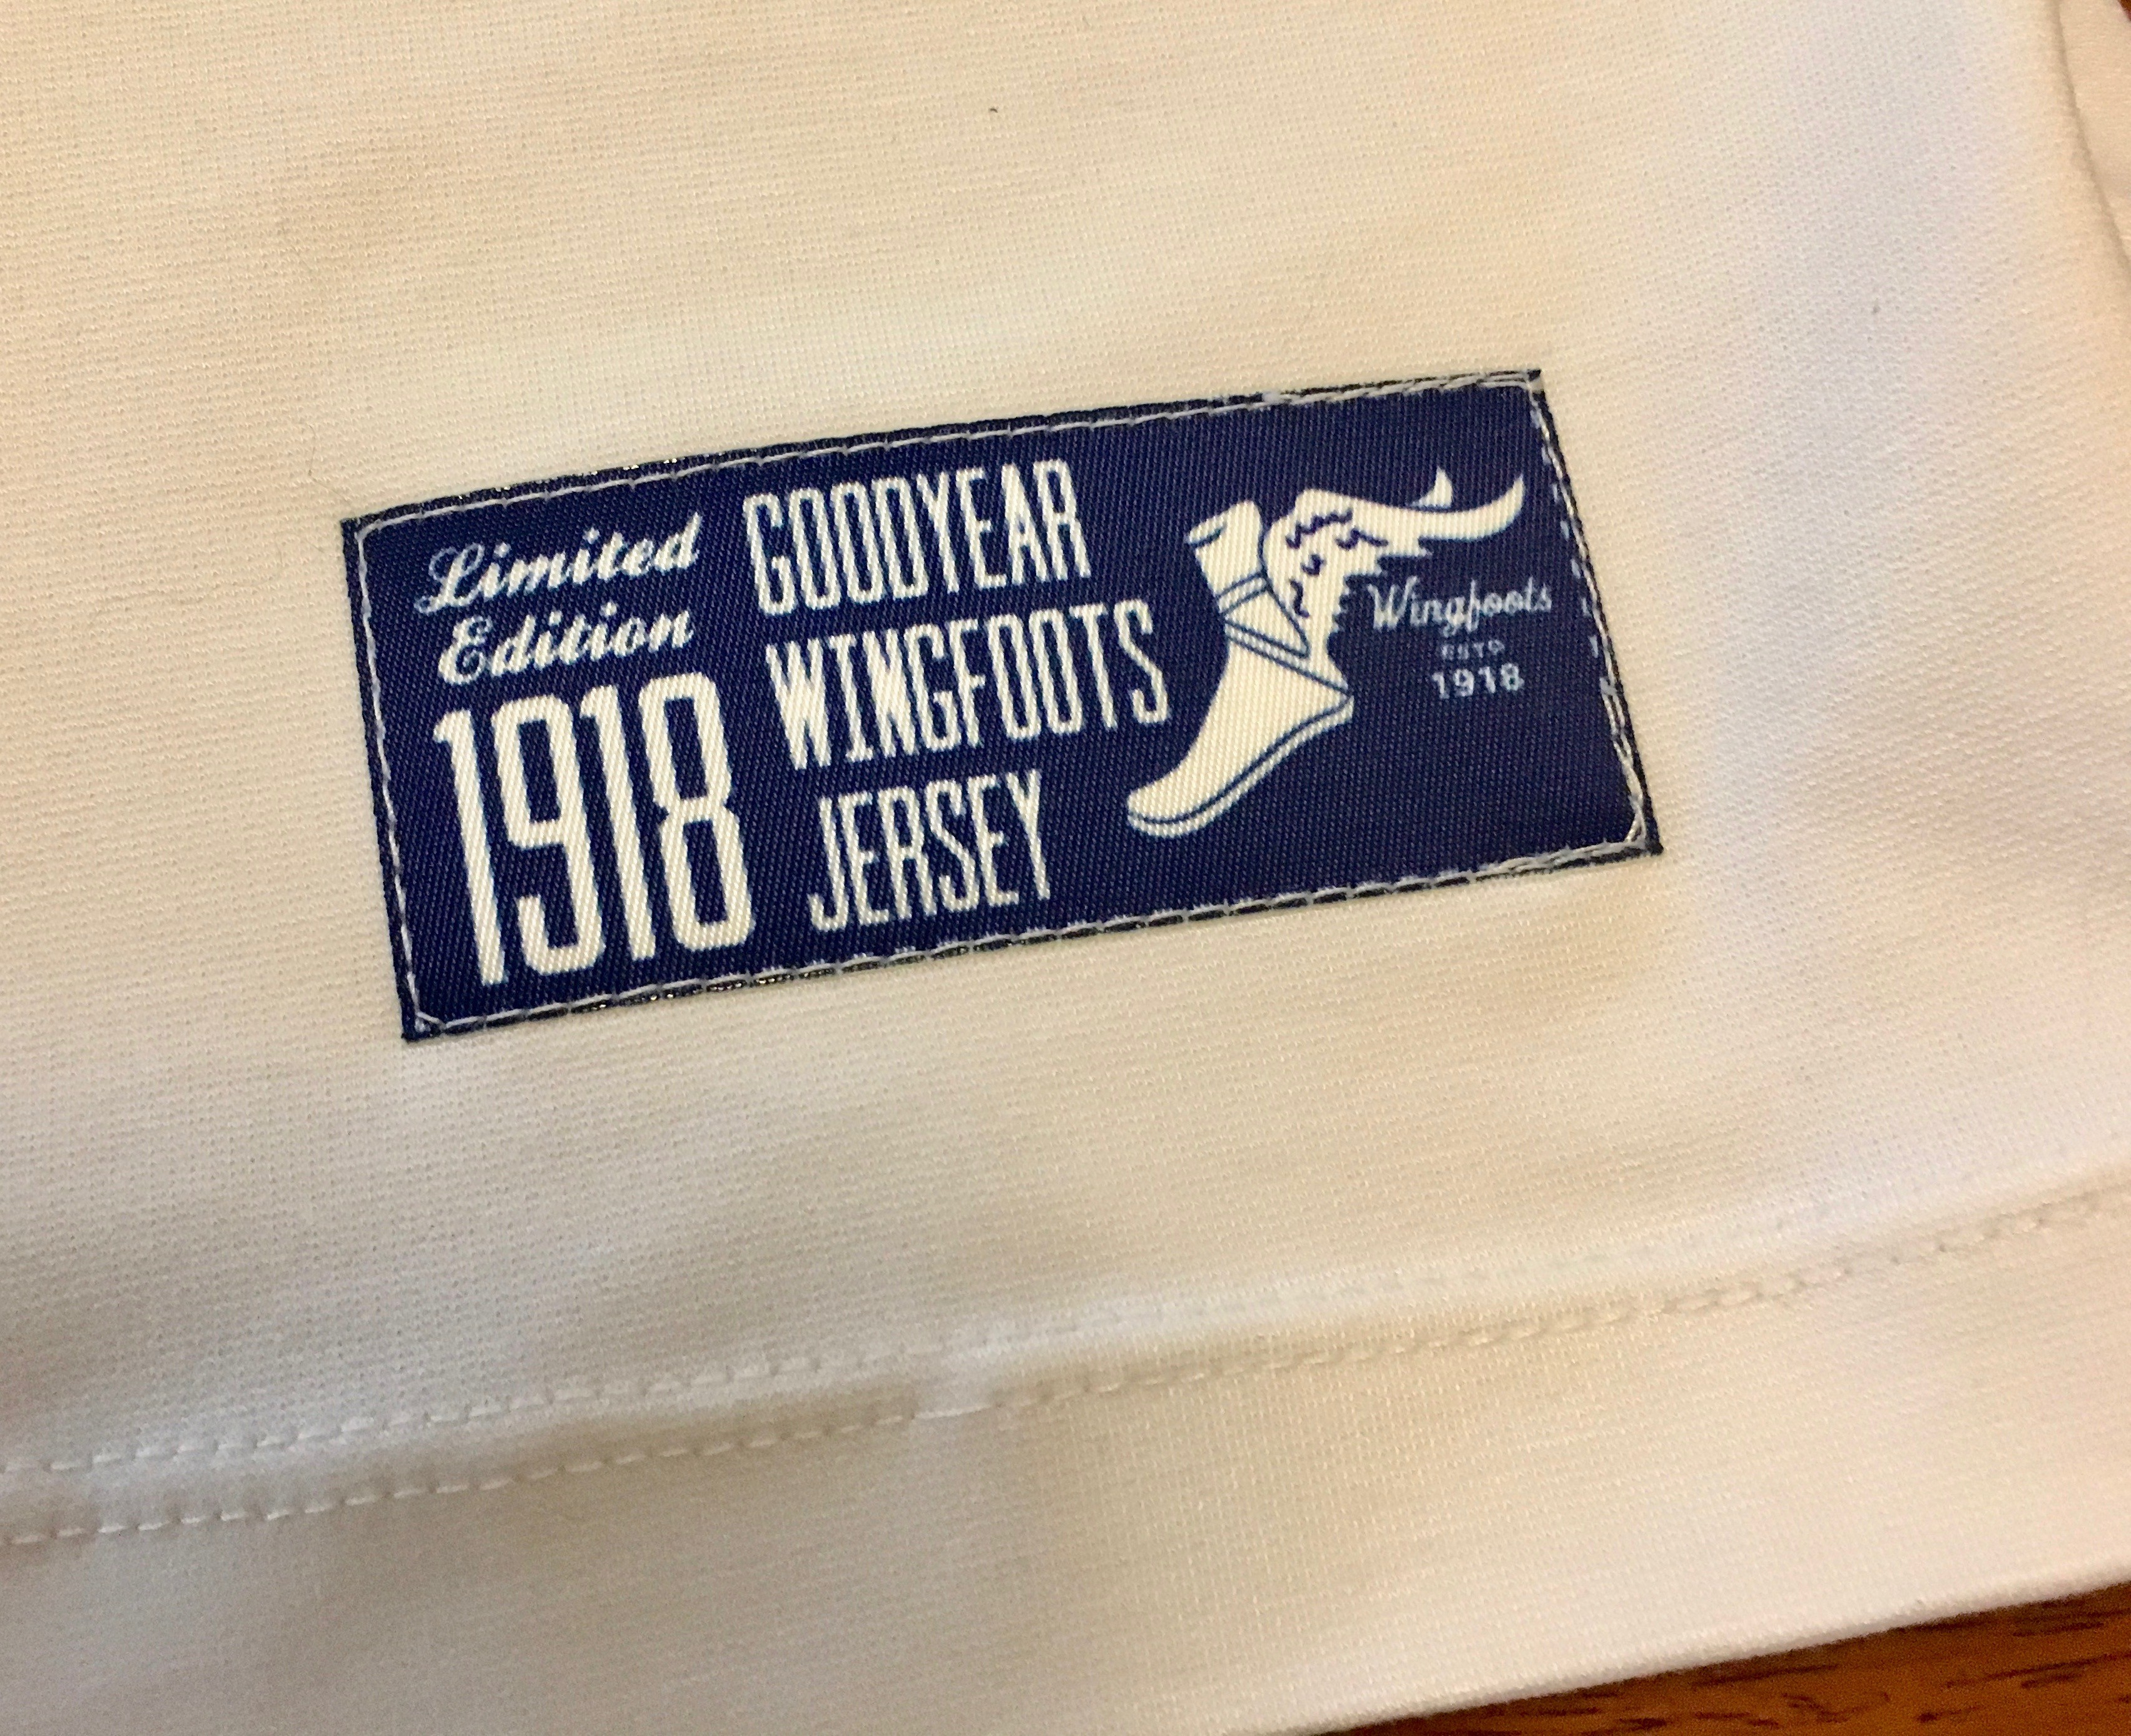 Limited
Edition
1918
GOODYEAR
WINGFOOTS
JERSEY
Wingfoots
ESTD
1918